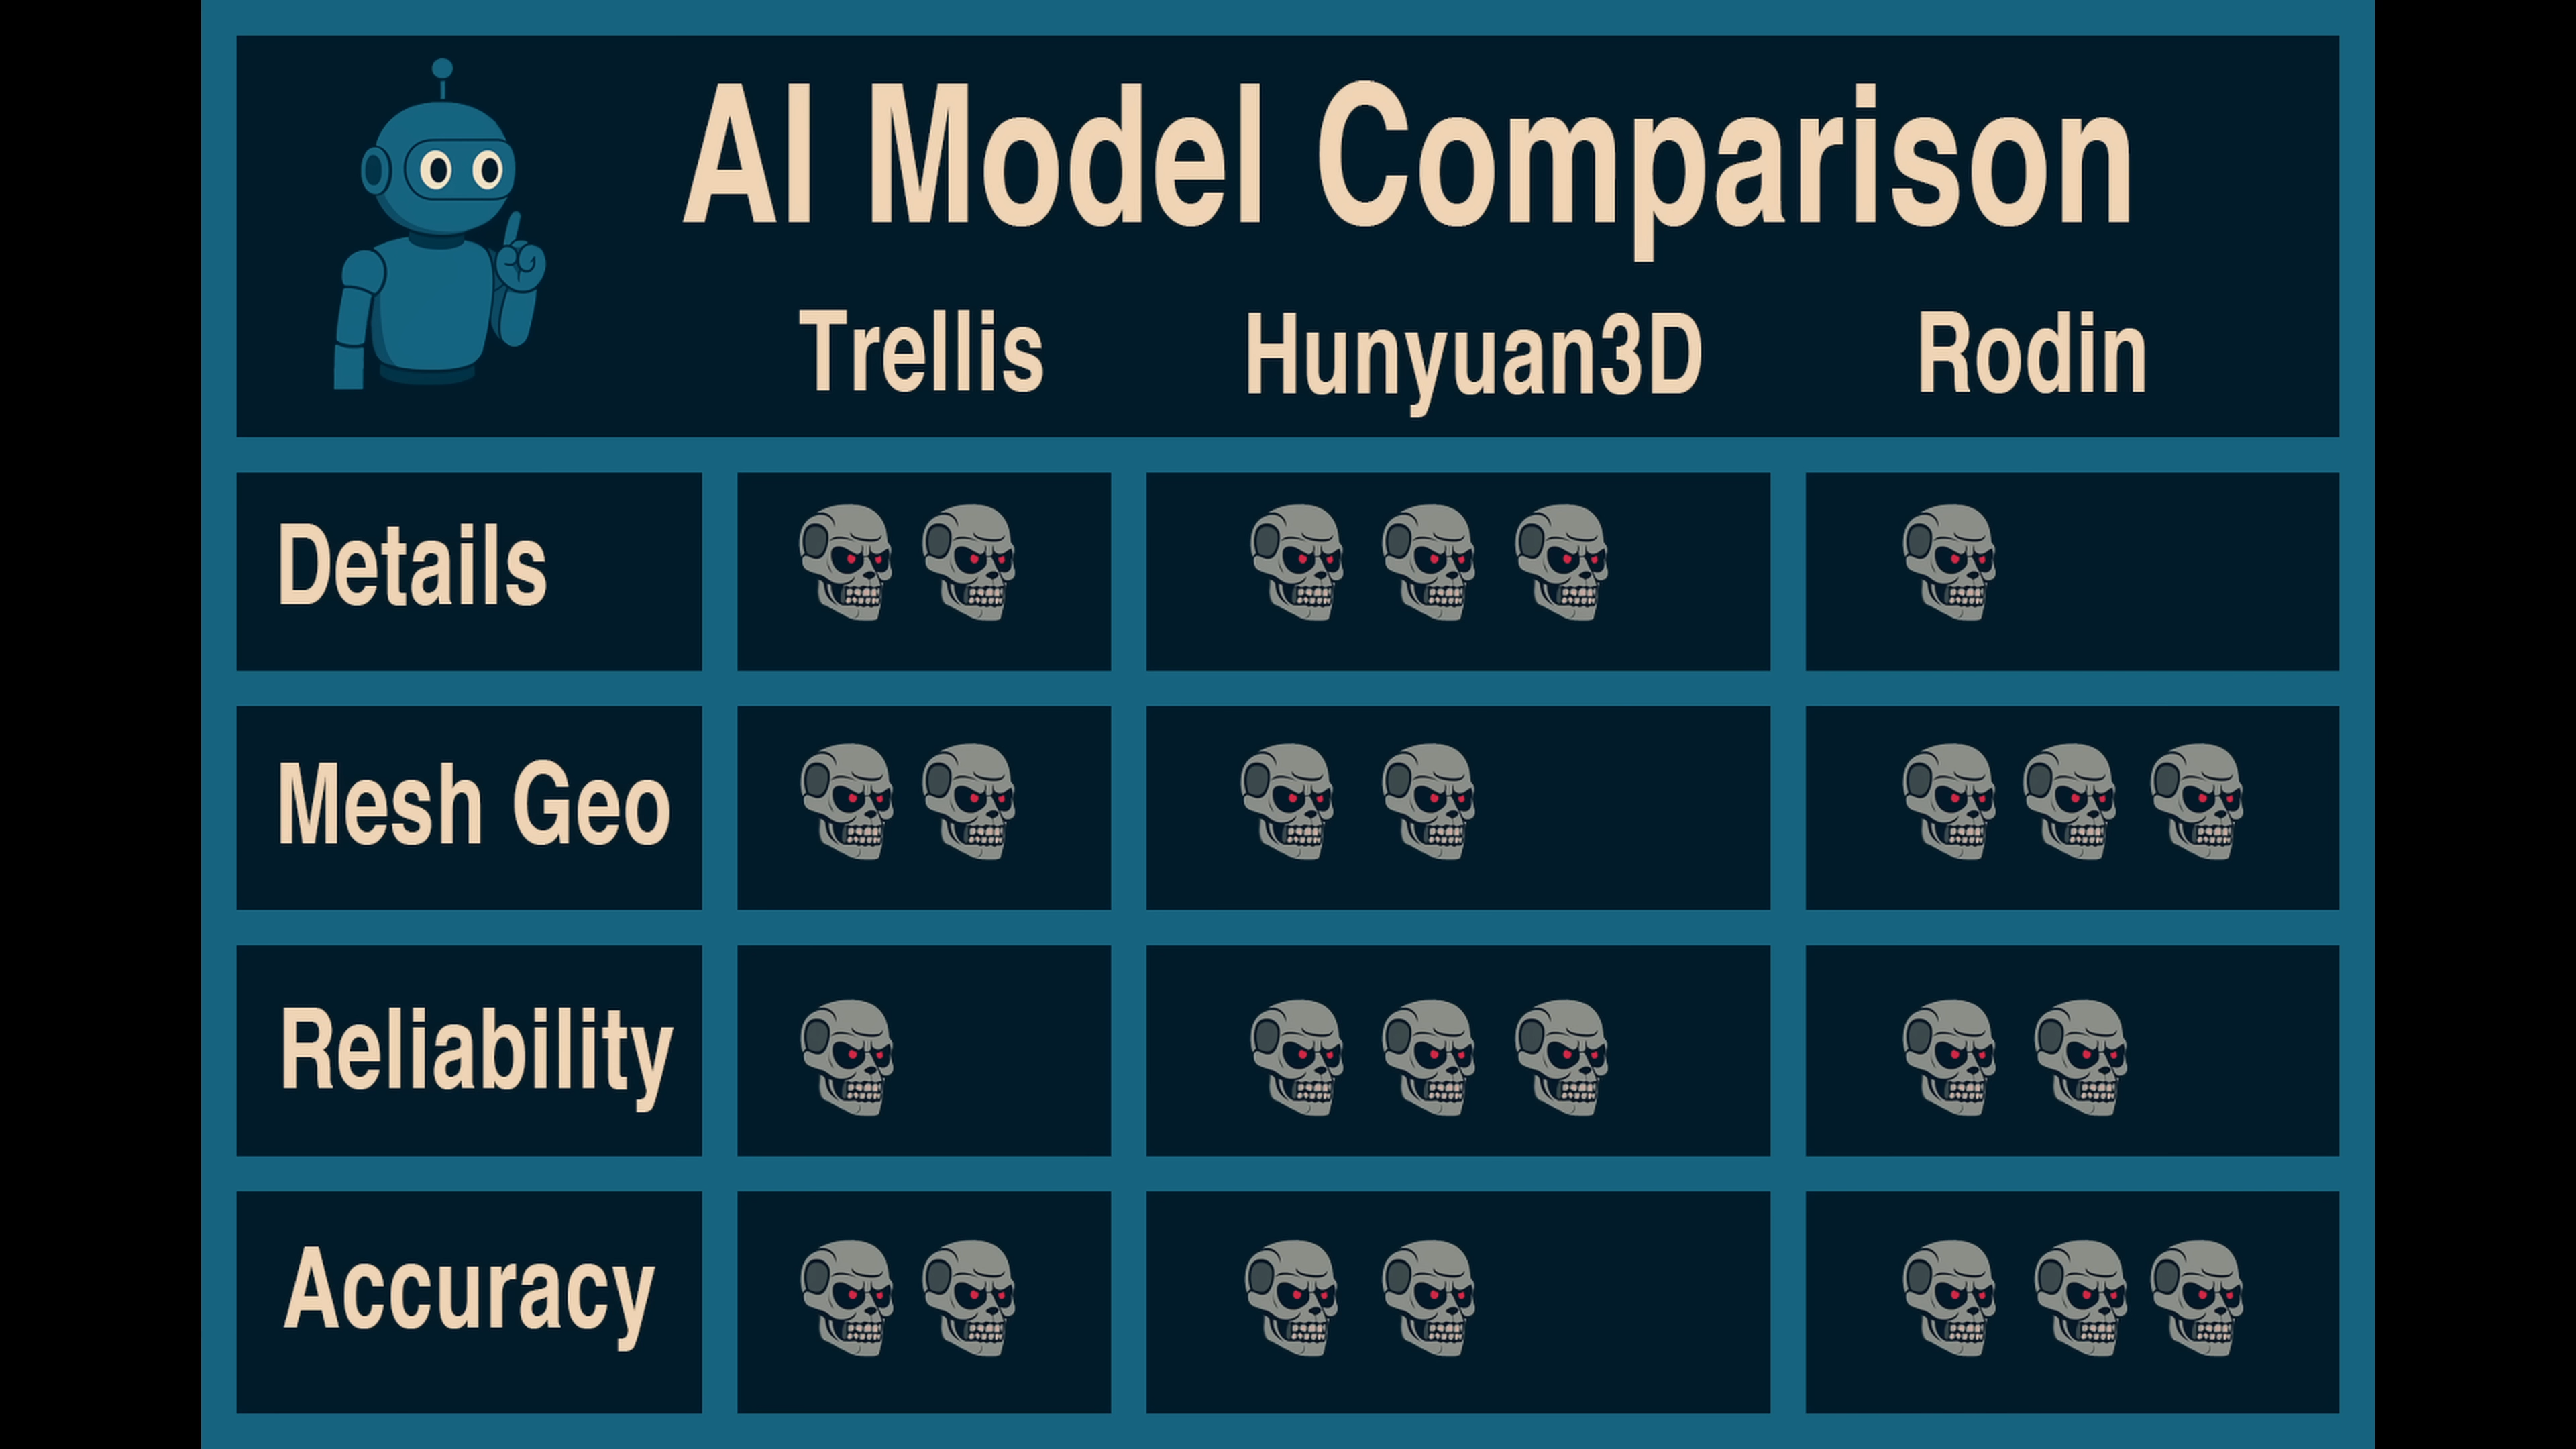 AI Model Comparison
Trellis Hunyuan3D Rodin
Details
Mesh Geo
Reliability
Accuracy